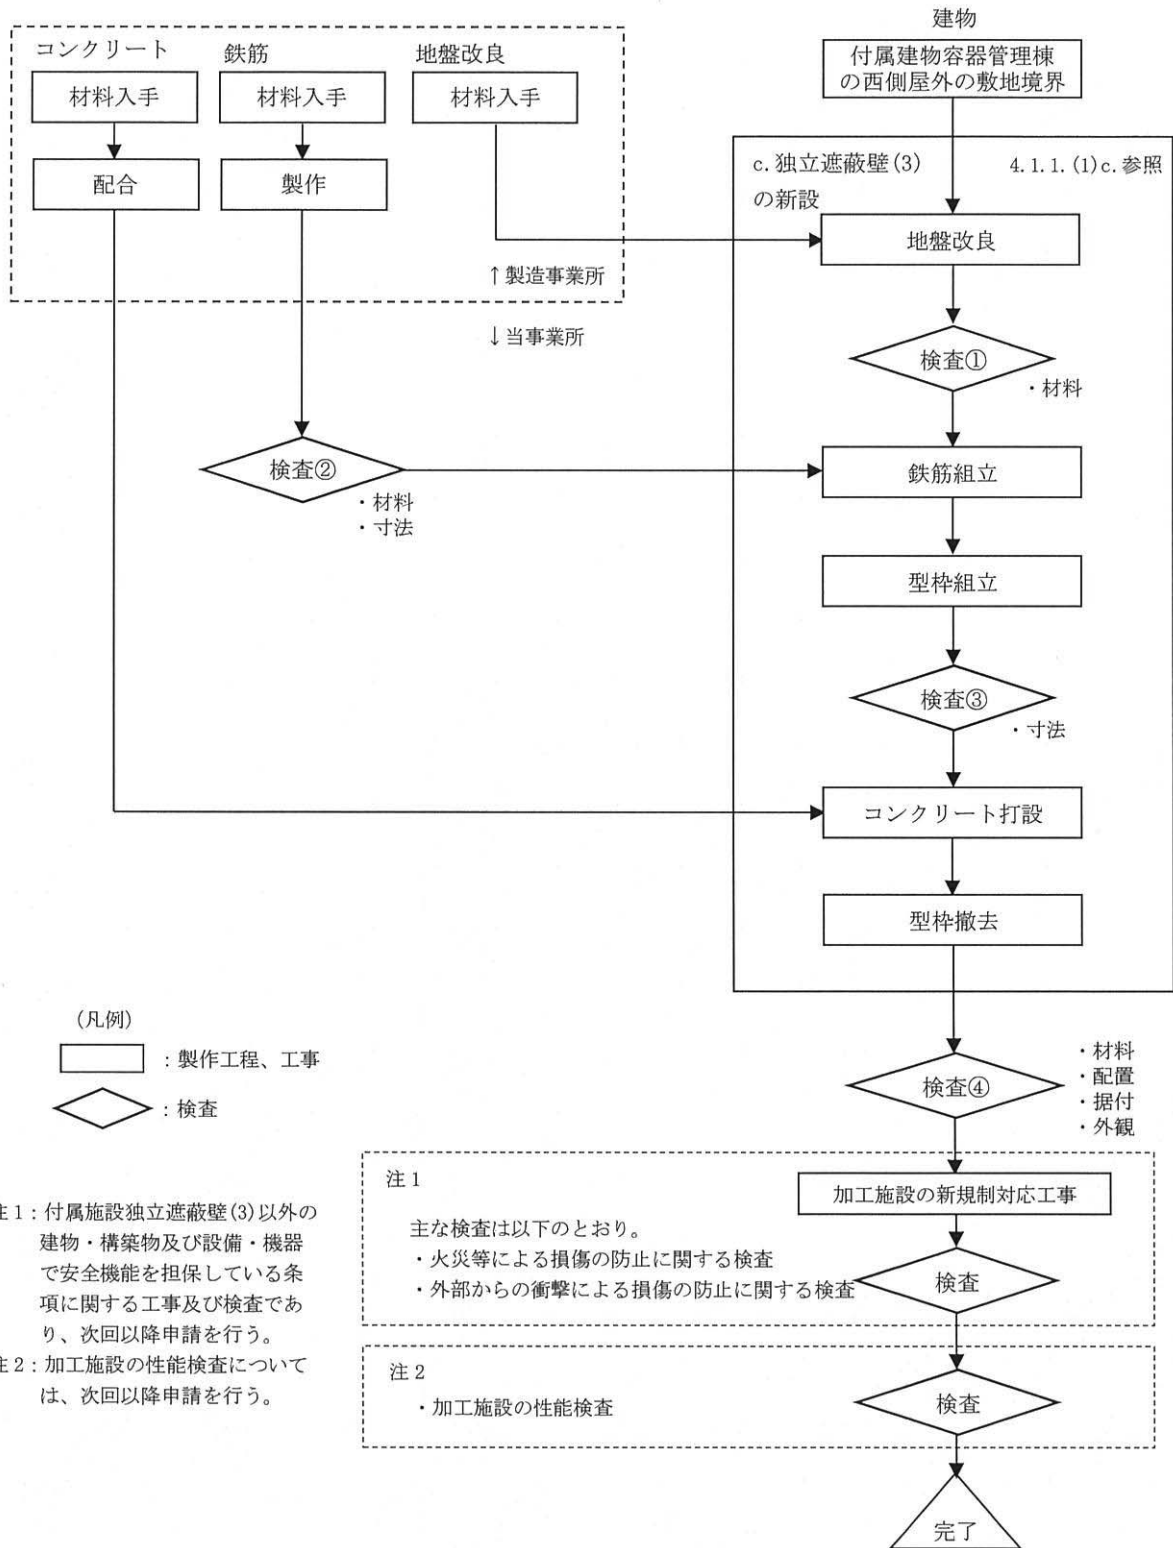 建物
付属建物容器管理棟
の西側屋外の敷地境界
コンクリート
鉄筋
地盤改良
材料入手
材料入手
材料入手
配合
製作
↑製造事業所
↓当事業所
c.独立遮蔽壁(3)
の新設
4.1.1.(1)c.参照
地盤改良
検査①
・材料
検査②
・材料
・寸法
鉄筋組立
型枠組立
検査③
・寸法
コンクリート打設
型枠撤去
検査④
・材料
・配置
・据付
・外観
(凡例)
：製作工程、工事
：検査
注1
主な検査は以下のとおり。
・火災等による損傷の防止に関する検査
・外部からの衝撃による損傷の防止に関する検査
加工施設の新規制対応工事
検査
注2
・加工施設の性能検査
検査
完了
注1：付属施設独立遮蔽壁(3)以外の
建物・構築物及び設備・機器
で安全機能を担保している条
項に関する工事及び検査であ
り、次回以降申請を行う。
注2：加工施設の性能検査について
は、次回以降申請を行う。